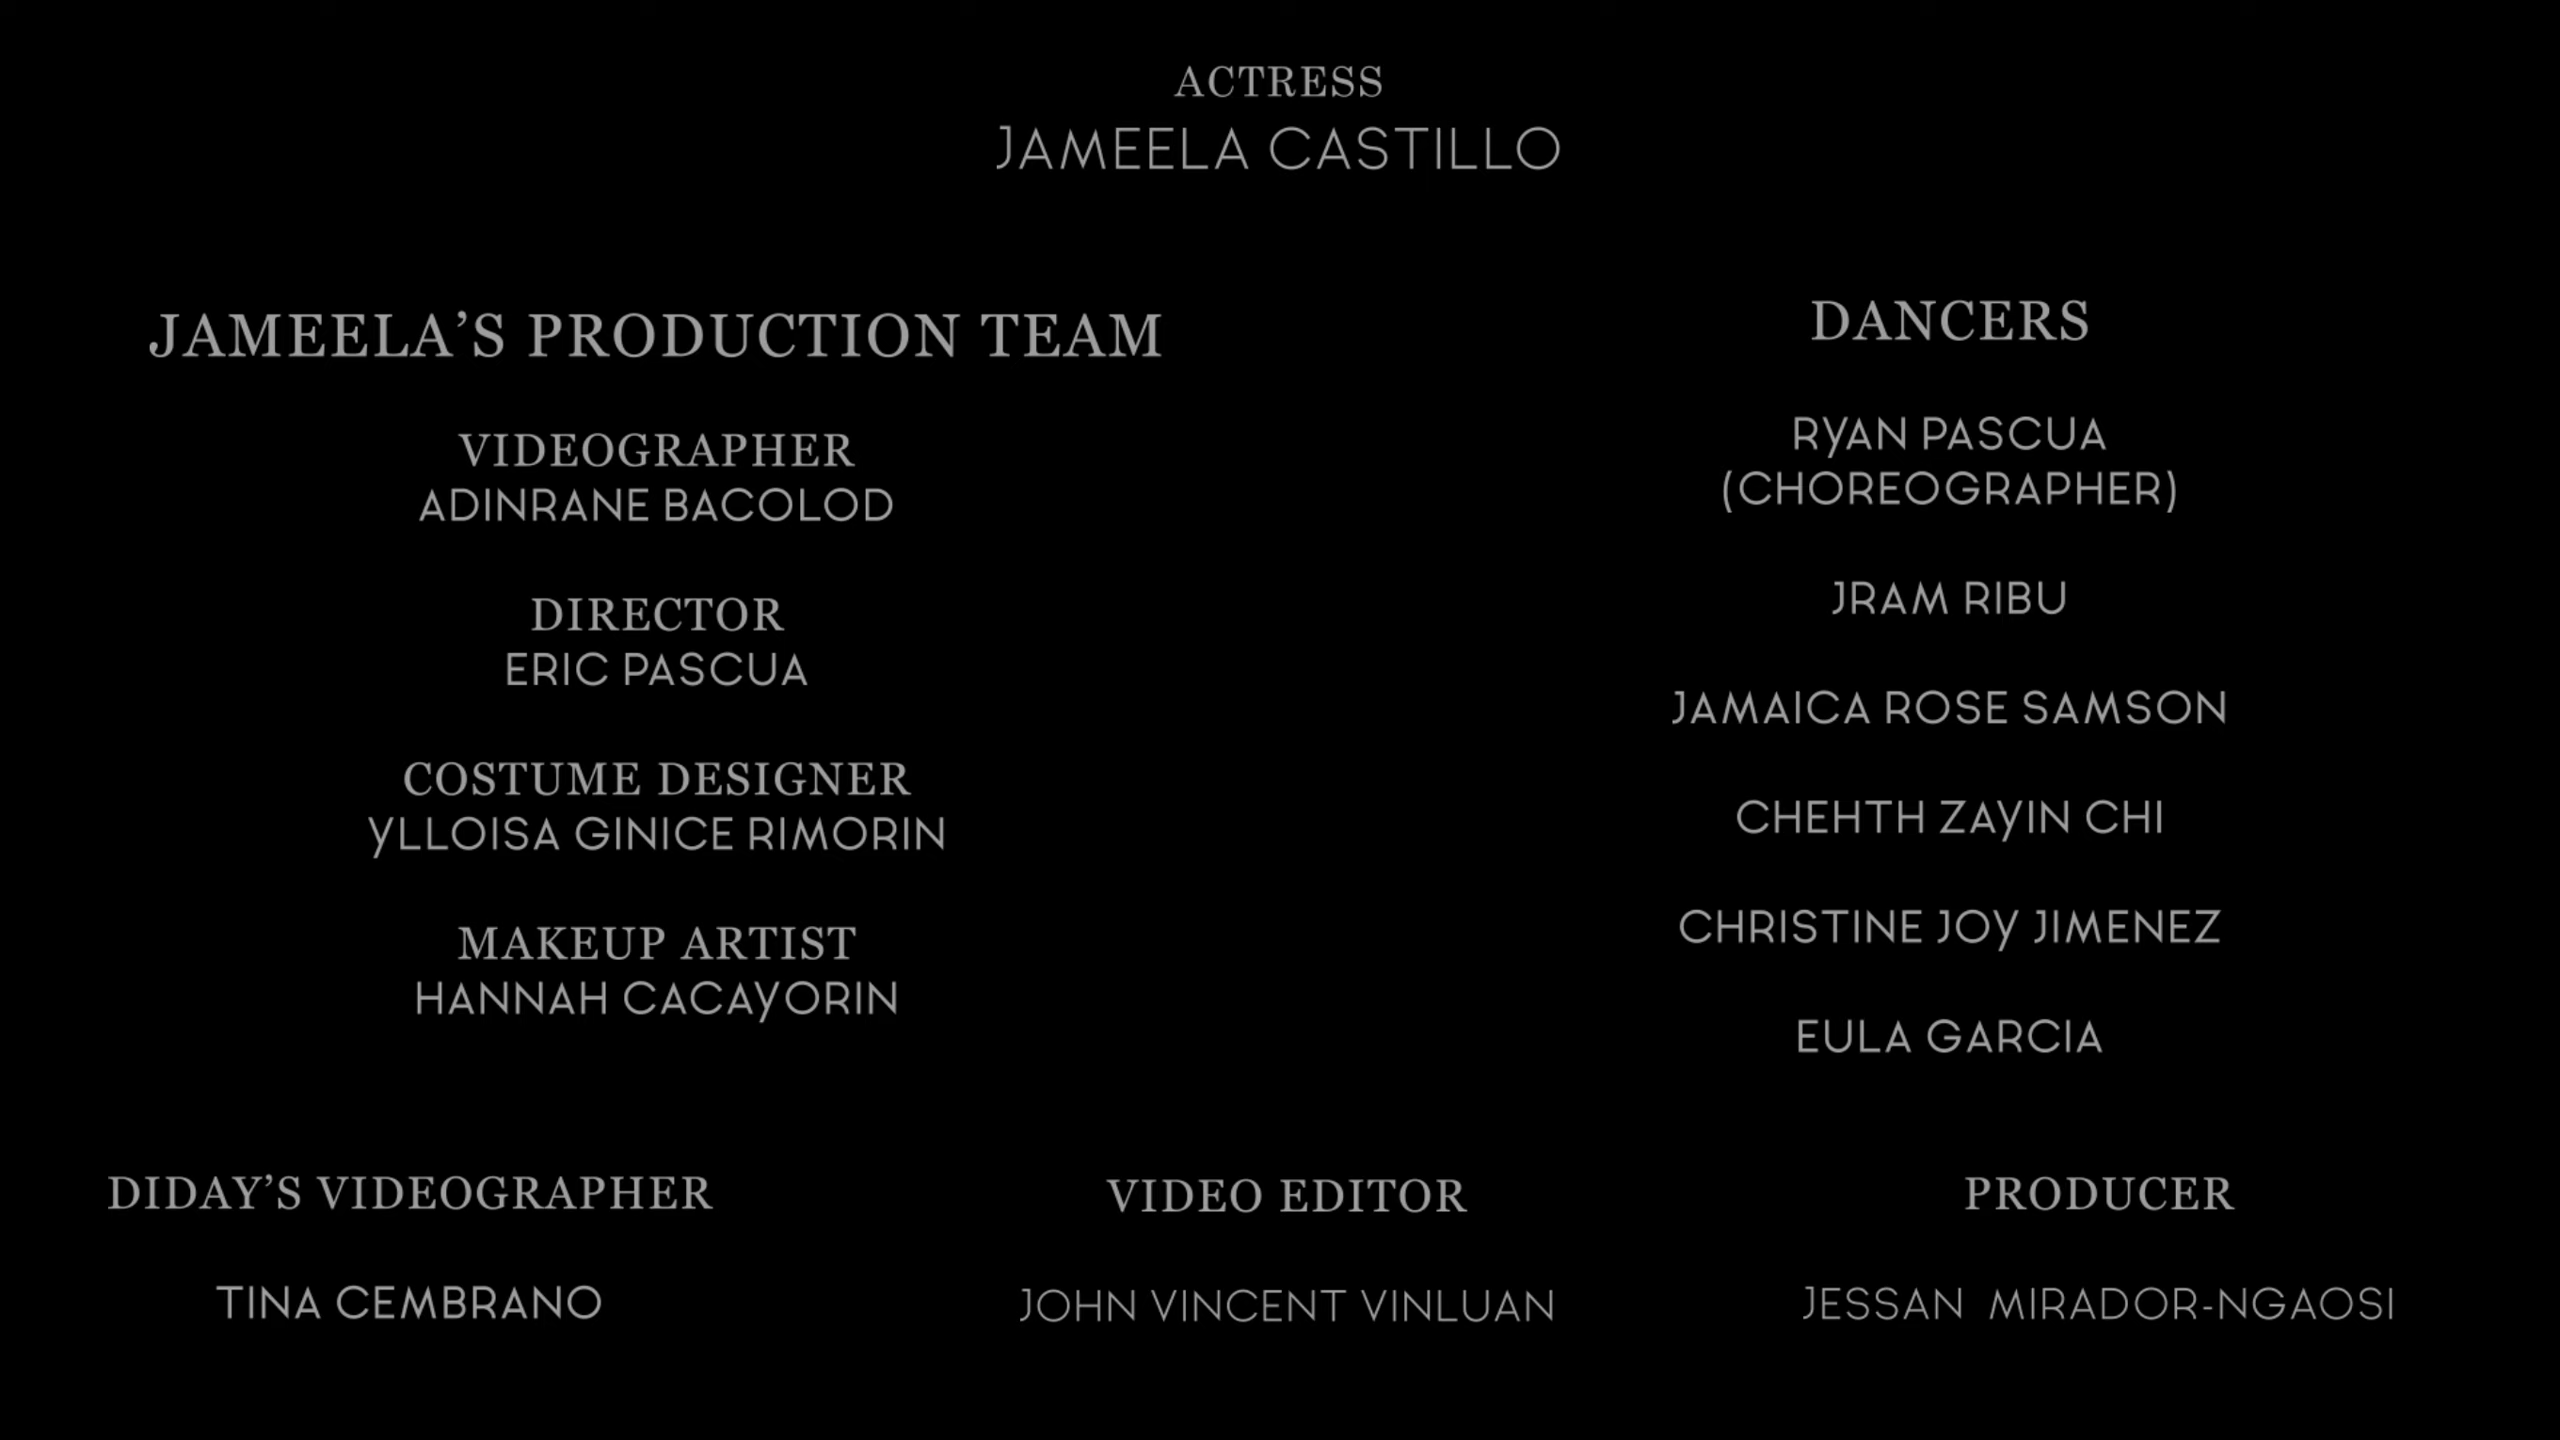 ACTRESS
JAMEELA CASTILLO
JAMEELA’S PRODUCTION TEAM
VIDEOGRAPHER
ADINRANE BACOLOD
DIRECTOR
ERIC PASCUA
COSTUME DESIGNER
YLLOISA GINICE RIMORIN
MAKEUP ARTIST
HANNAH CACAYORIN
DANCERS
RYAN PASCUA
(CHOREOGRAPHER)
JRAM RIBU
JAMAICA ROSE SAMSON
CHEHTH ZAYIN CHI
CHRISTINE JOY JIMENEZ
EULA GARCIA
DIDAY’S VIDEOGRAPHER
TINA CEMBRANO
VIDEO EDITOR
JOHN VINCENT VINLUAN
PRODUCER
JESSAN MIRADOR-NGAOSI